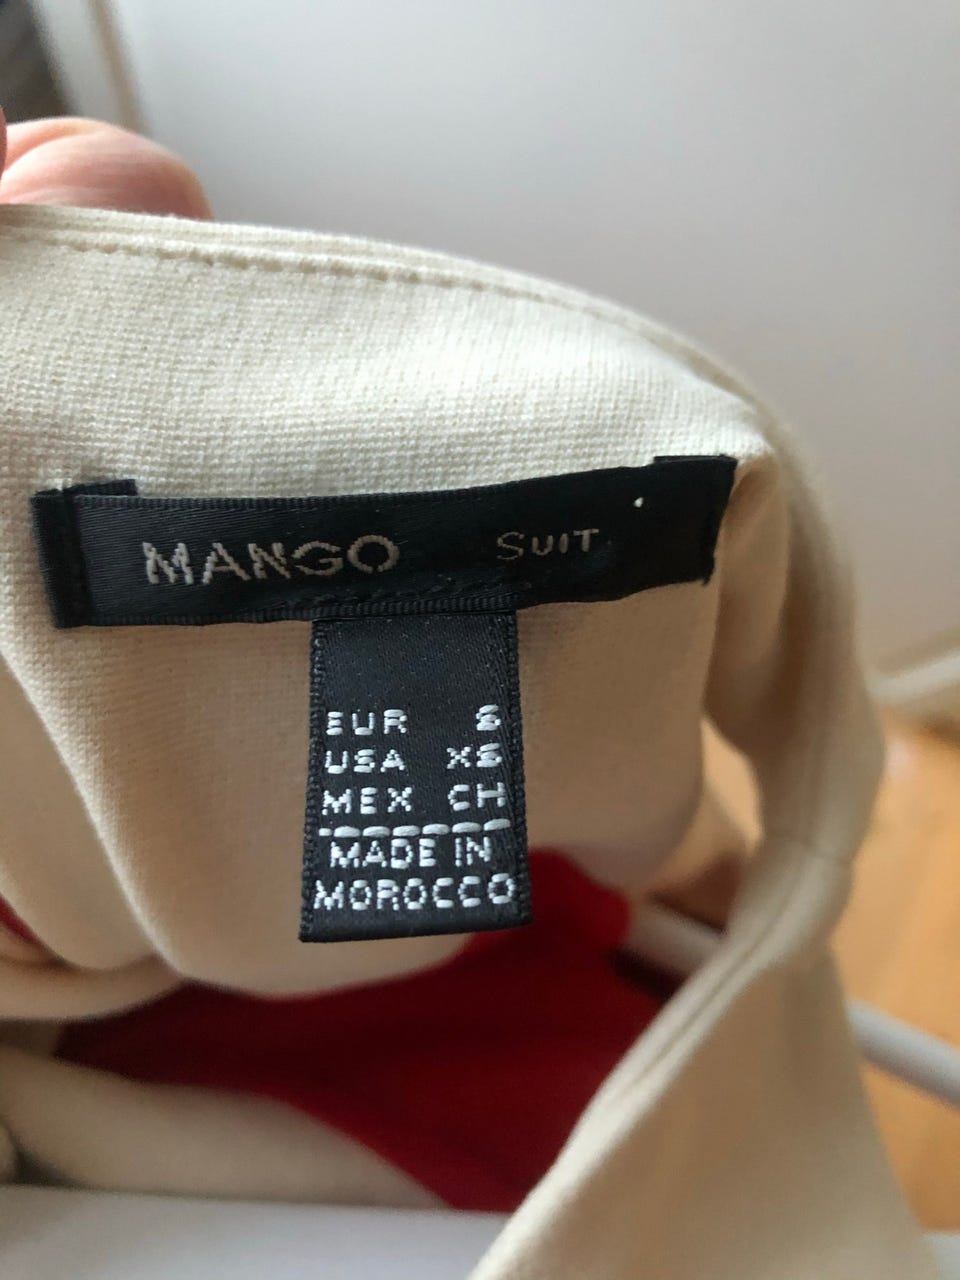 MANGO SUIT
EUR S
USA XS
MEX CH
MADE IN
MOROCCO